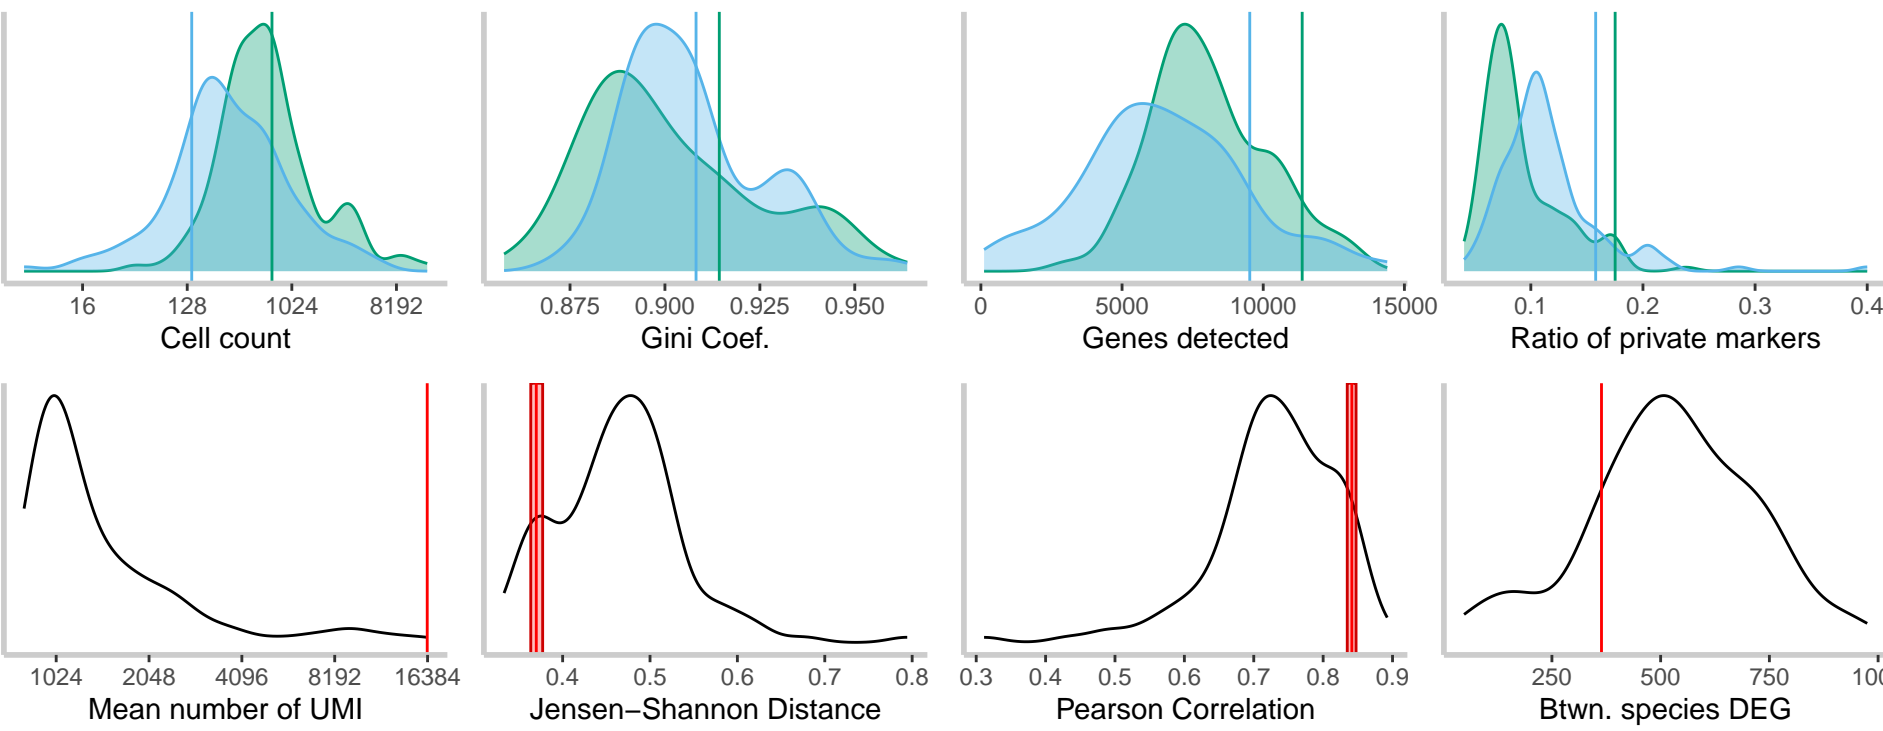 16 128 1024 8192
Cell count
0.875 0.900 0.925 0.950
Gini Coef.
0 5000 10000 15000
Genes detected
0.1 0.2 0.3 0.4
Ratio of private markers
1024 2048 4096 8192 16384
Mean number of UMI
0.4 0.5 0.6 0.7 0.8
Jensen−Shannon Distance
0.3 0.4 0.5 0.6 0.7 0.8 0.9
Pearson Correlation
250 500 750 100
Btwn. species DEG